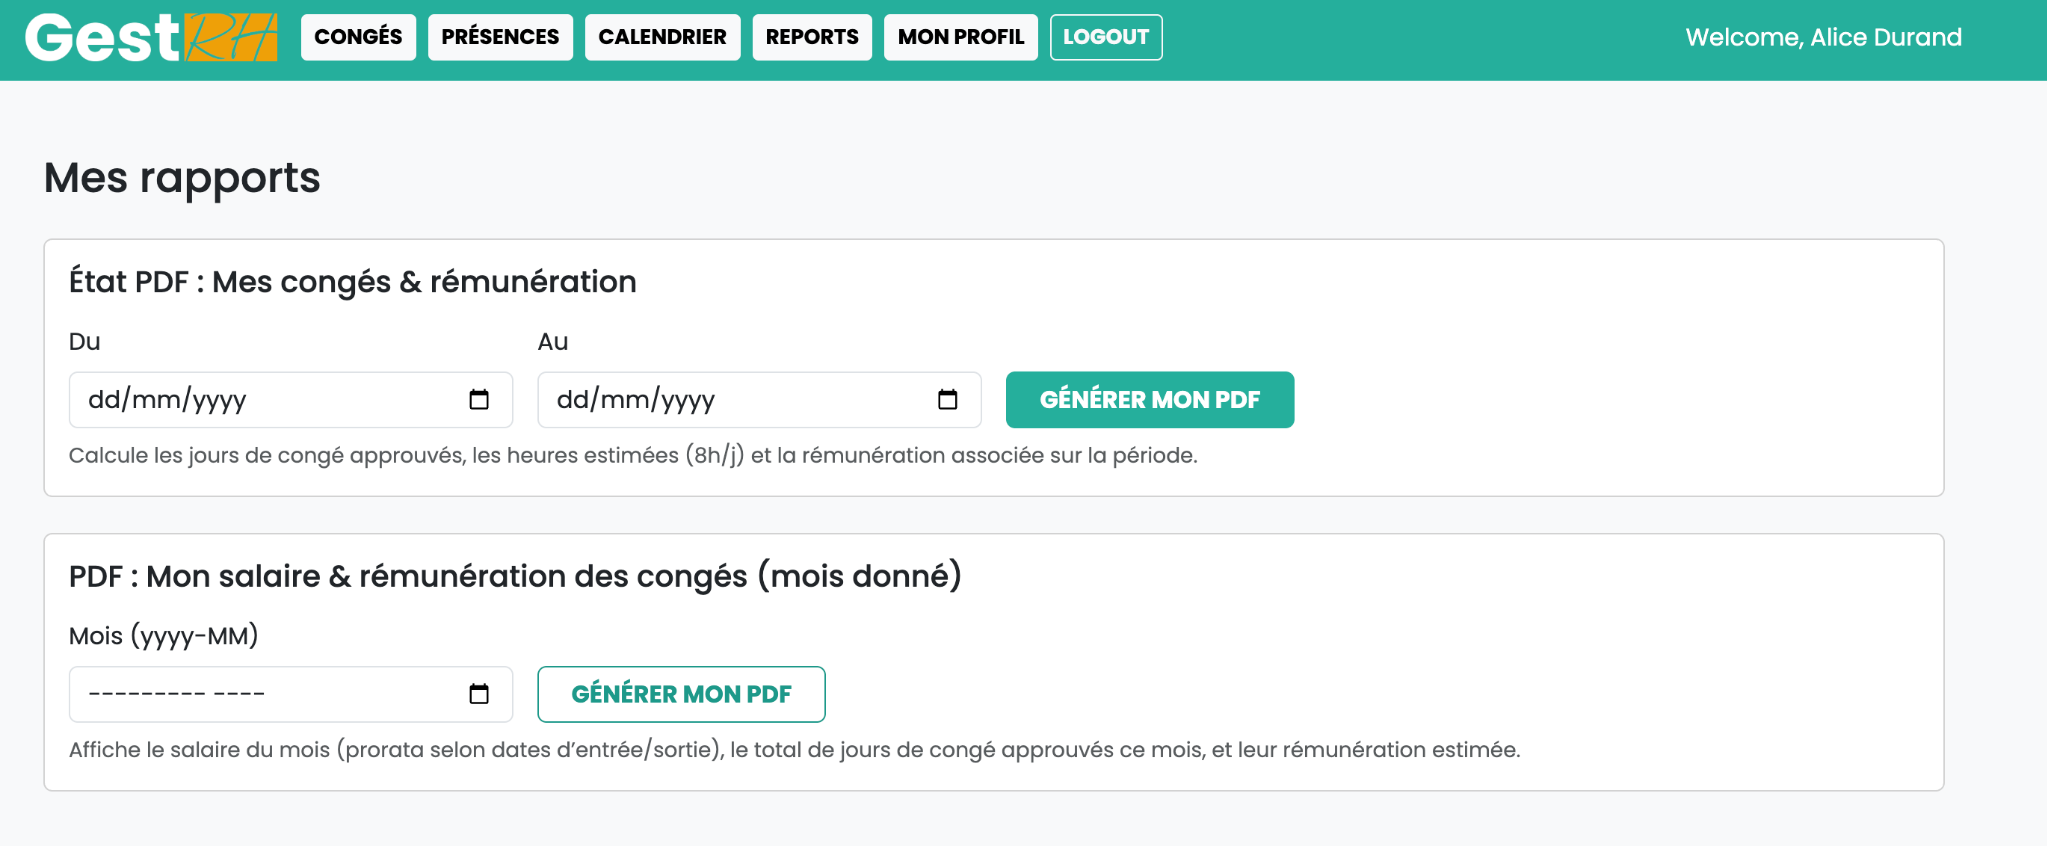 GestRH CONGÉS PRÉSENCES CALENDRIER REPORTS MON PROFIL LOGOUT Welcome, Alice Durand
Mes rapports
État PDF : Mes congés & rémunération
Du Au
dd/mm/yyyy dd/mm/yyyy GÉNÉRER MON PDF
Calcule les jours de congé approuvés, les heures estimées (8h/j) et la rémunération associée sur la période.
PDF : Mon salaire & rémunération des congés (mois donné)
Mois (yyyy-MM)
--------- ---- GÉNÉRER MON PDF
Affiche le salaire du mois (prorata selon dates d’entrée/sortie), le total de jours de congé approuvés ce mois, et leur rémunération estimée.